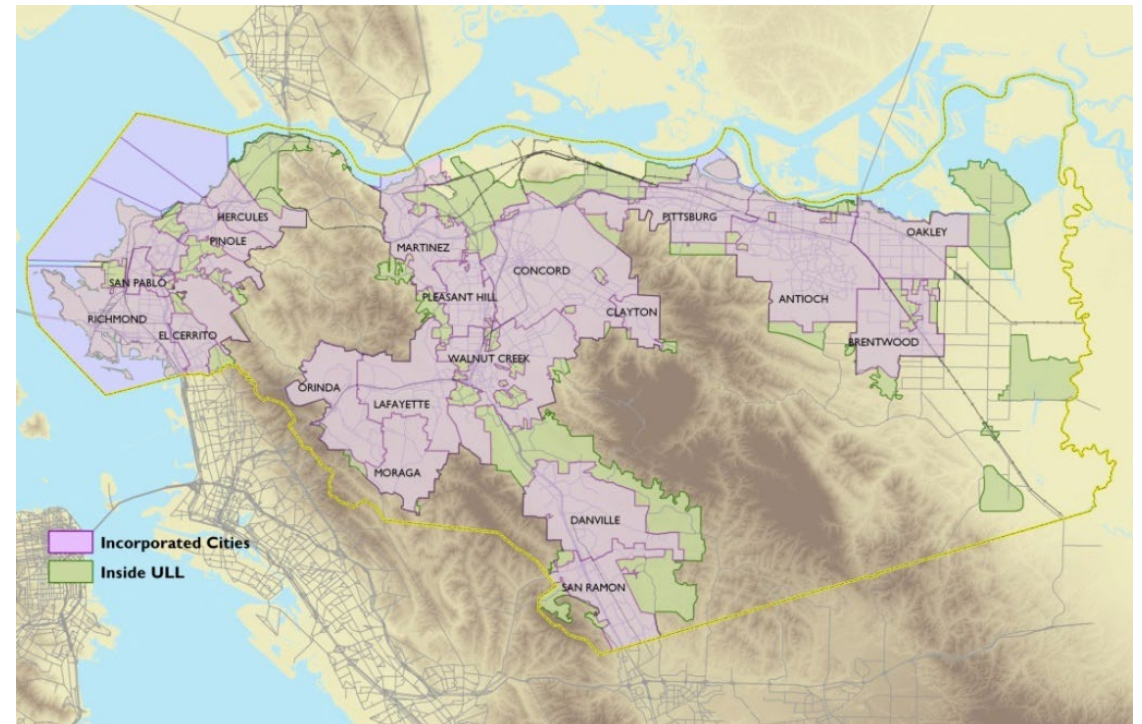 HERCULES
PINOLE
SAN PABLO
RICHMOND
EL CERRITO
MARTINEZ
CONCORD
PLEASANT HILL
CLAYTON
WALNUT CREEK
ORINDA
LAFAYETTE
MORAGA
PITTSBURG
OAKLEY
ANTIOCH
BRENTWOOD
DANVILLE
SAN RAMON
Incorporated Cities
Inside ULL